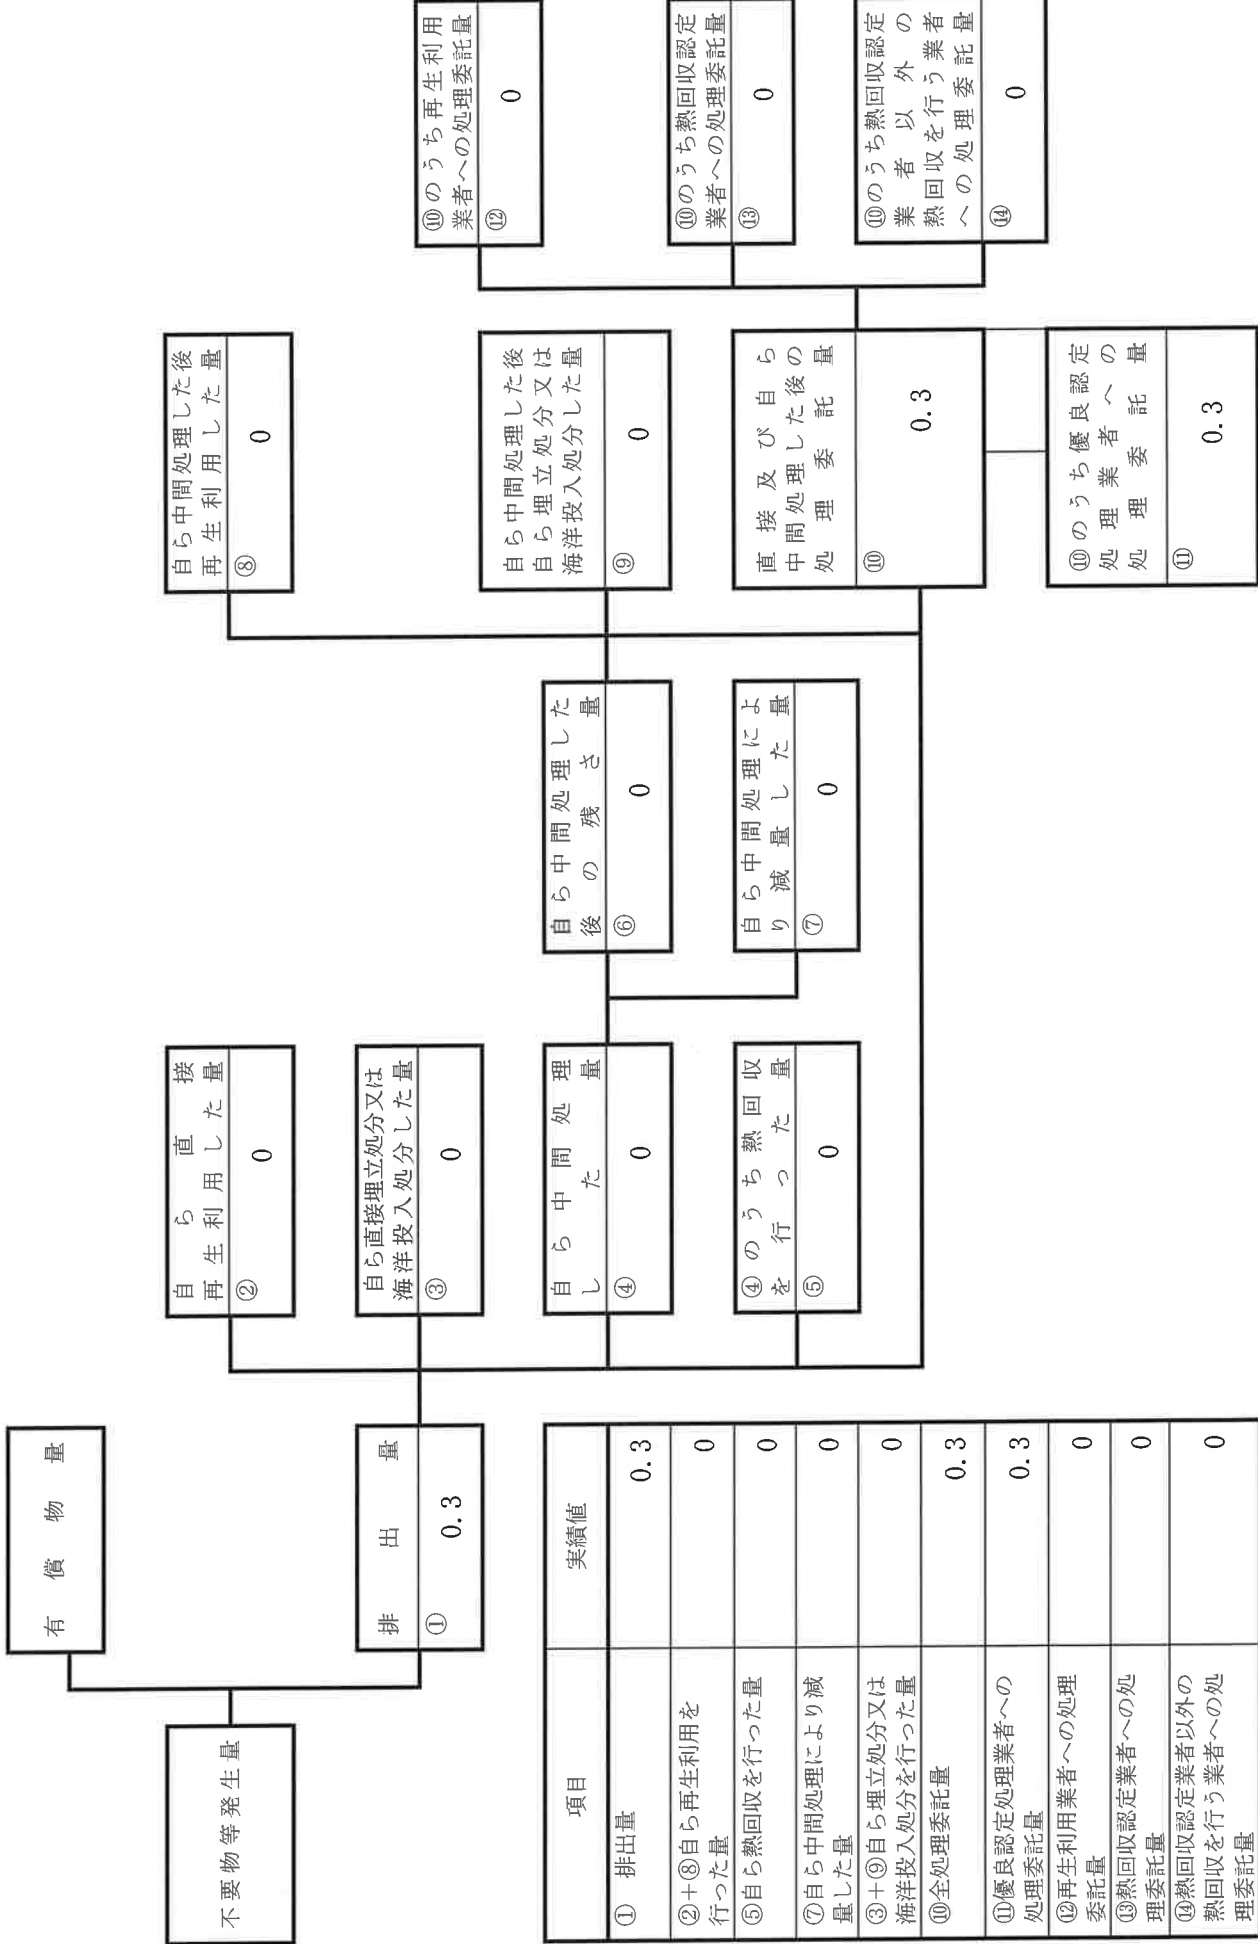 有償物量
不要物等発生量
排出量
①
0.3
自ら直接
再生利用した量
②
0
自ら直接埋立処分又は
海洋投入処分した量
③
0
自ら中間処理
した量
④
0
④のうち熱回収
を行った量
⑤
0
自ら中間処理した
後の残さ量
⑥
0
自ら中間処理によ
り減量した量
⑦
0
自ら中間処理した後
再生利用した量
⑧
0
自ら中間処理した後
自ら埋立処分又は
海洋投入処分した量
⑨
0
直接及び自ら
中間処理した後の
処理委託量
⑩
0.3
⑩のうち優良認定
処理業者への
処理委託量
⑪
0.3
⑩のうち再生利用
業者への処理委託量
⑫
0
⑩のうち熱回収認定
業者への処理委託量
⑬
0
⑩のうち熱回収認定
業者以外の
熱回収を行う業者
への処理委託量
⑭
0
項目 実績値
① 排出量 0.3
②+⑧自ら再生利用を
行った量 0
⑤自ら熱回収を行った量 0
⑦自ら中間処理により減
量した量 0
③+⑨自ら埋立処分又は
海洋投入処分を行った量 0
⑩全処理委託量 0.3
⑪優良認定処理業者への
処理委託量 0.3
⑫再生利用業者への処理
委託量 0
⑬熱回収認定業者への処
理委託量 0
⑭熱回収認定業者以外の
熱回収を行う業者への処
理委託量 0